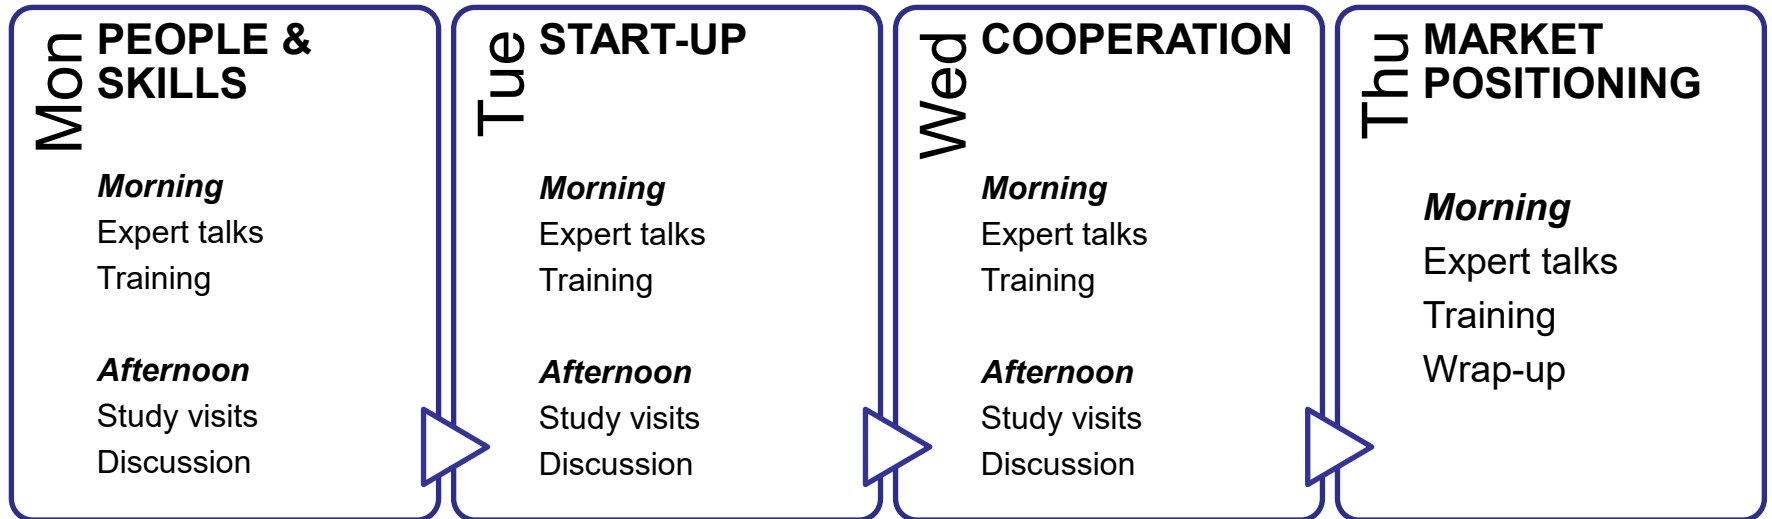 Mon
PEOPLE &
SKILLS
Morning
Expert talks
Training
Afternoon
Study visits
Discussion
Tue
START-UP
Morning
Expert talks
Training
Afternoon
Study visits
Discussion
Wed
COOPERATION
Morning
Expert talks
Training
Afternoon
Study visits
Discussion
Thu
MARKET
POSITIONING
Morning
Expert talks
Training
Wrap-up